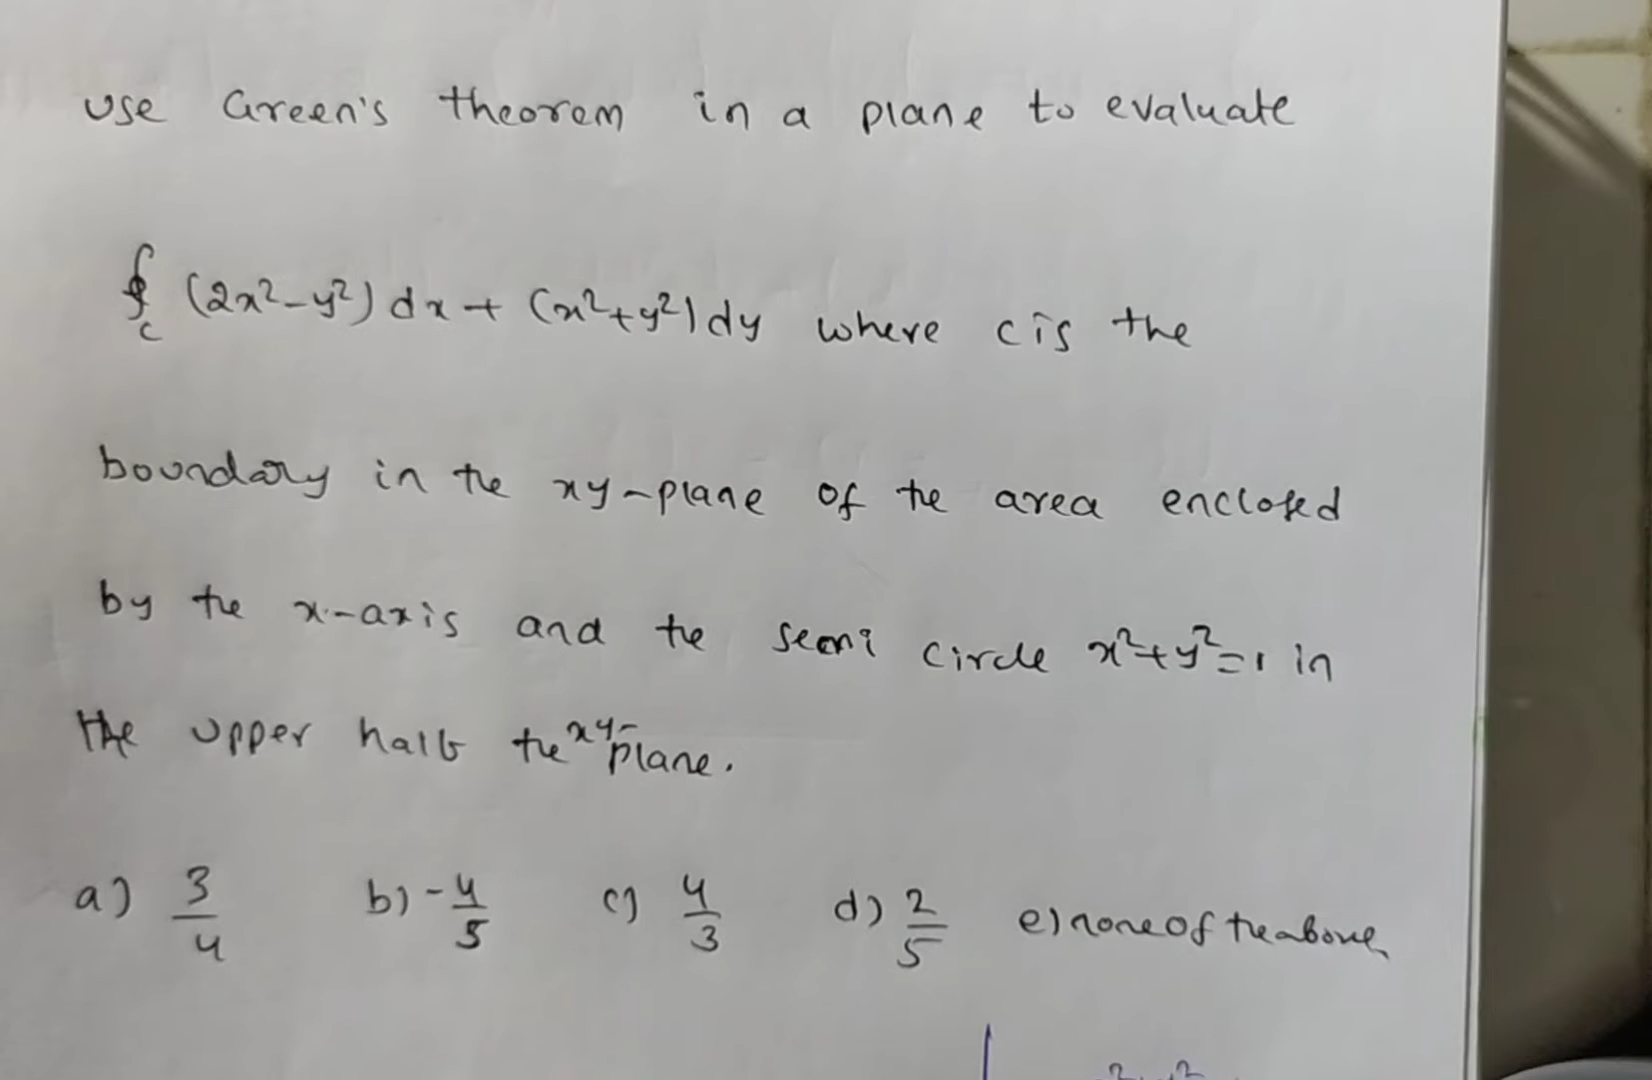 use Green's theorem in a plane to evaluate
∮c (2x²-y²) dx + (x²+y²) dy where c is the
boundary in the xy-plane of the area enclosed
by the x-axis and the semi circle x²+y²=1 in
the upper half the xy-plane.
a) 3/4 b) -4/5 c) 4/3 d) 2/5 e) none of the above